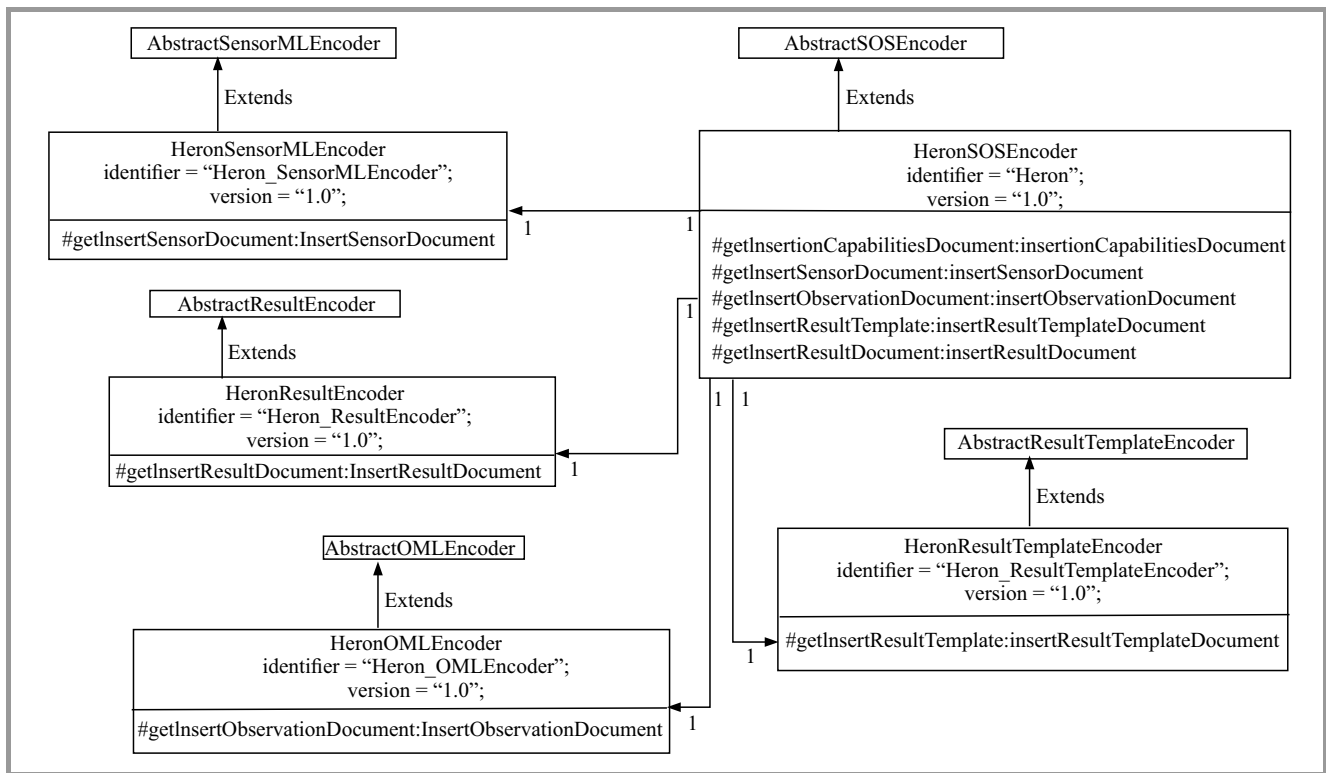 AbstractSensorMLEncoder
Extends
HeronSensorMLEncoder
identifier = “Heron_SensorMLEncoder”;
version = “1.0”;
#getInsertSensorDocument:InsertSensorDocument
1
1
AbstractSOSEncoder
Extends
HeronSOSEncoder
identifier = “Heron”;
version = “1.0”;
#getInsertionCapabilitiesDocument:insertionCapabilitiesDocument
#getInsertSensorDocument:insertSensorDocument
#getInsertObservationDocument:insertObservationDocument
#getInsertResultTemplate:insertResultTemplateDocument
#getInsertResultDocument:insertResultDocument
1
1
1
AbstractResultEncoder
Extends
HeronResultEncoder
identifier = “Heron_ResultEncoder”;
version = “1.0”;
#getInsertResultDocument:InsertResultDocument
1
AbstractResultTemplateEncoder
Extends
HeronResultTemplateEncoder
identifier = “Heron_ResultTemplateEncoder”;
version = “1.0”;
#getInsertResultTemplate:insertResultTemplateDocument
1
AbstractOMLEncoder
Extends
HeronOMLEncoder
identifier = “Heron_OMLEncoder”;
version = “1.0”;
#getInsertObservationDocument:InsertObservationDocument
1